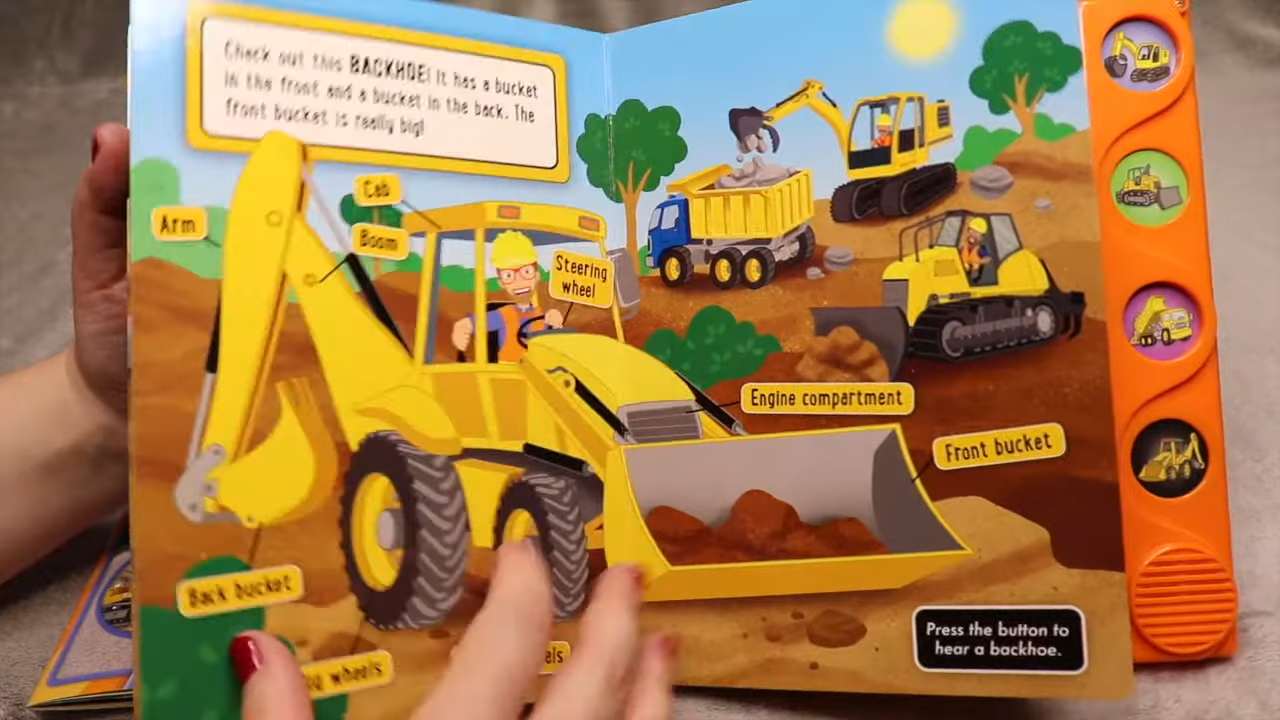 Check out this BACKHOE! It has a bucket
in the front and a bucket in the back. The
front bucket is really big!
Cab
Arm
Boom
Steering
wheel
Engine compartment
Front bucket
Back bucket
wheels
Press the button to
hear a backhoe.